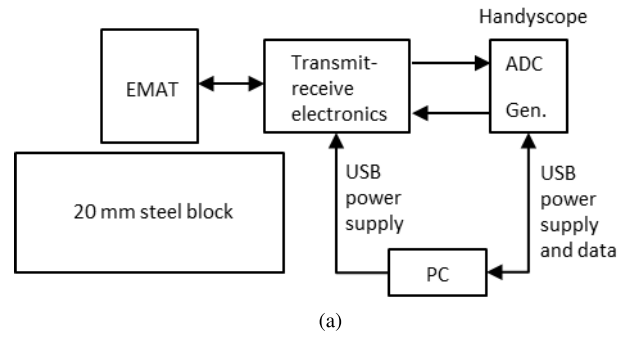 Handyscope
EMAT
Transmit-
receive
electronics
ADC
Gen.
20 mm steel block
USB
power
supply
USB
power
supply
and data
PC
(a)